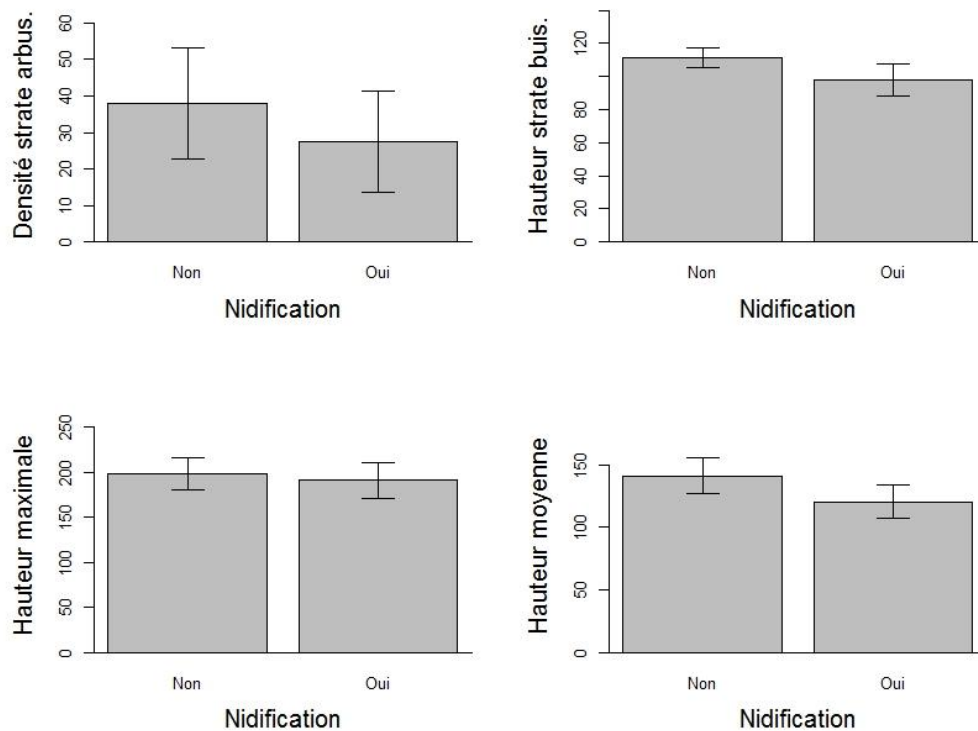 Densité strate arbus.
60
50
40
30
20
10
0
Non
Oui
Nidification
Hauteur strate buis.
120
80
60
40
20
0
Non
Oui
Nidification
Hauteur maximale
250
200
150
100
50
0
Non
Oui
Nidification
Hauteur moyenne
150
100
50
0
Non
Oui
Nidification